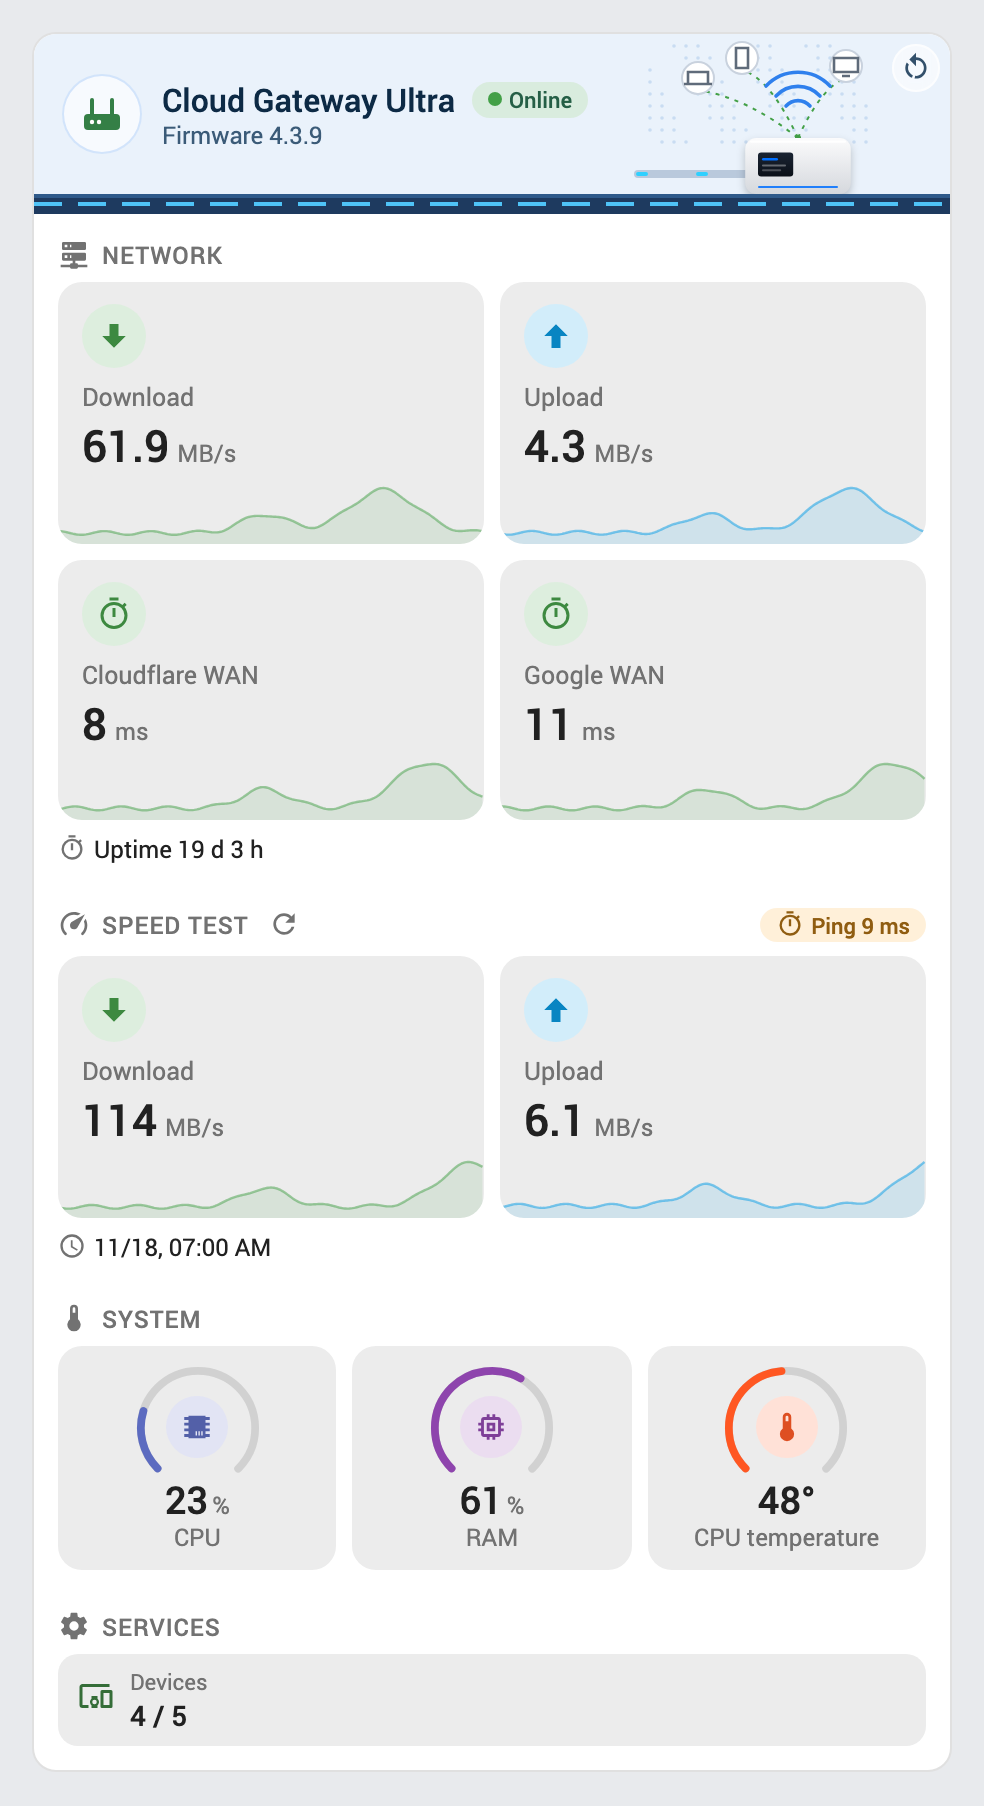 Cloud Gateway Ultra
Online
Firmware 4.3.9
NETWORK
Download
61.9 MB/s
Upload
4.3 MB/s
Cloudflare WAN
8 ms
Google WAN
11 ms
Uptime 19 d 3 h
SPEED TEST
Ping 9 ms
Download
114 MB/s
Upload
6.1 MB/s
11/18, 07:00 AM
SYSTEM
23 %
CPU
61 %
RAM
48°
CPU temperature
SERVICES
Devices
4 / 5